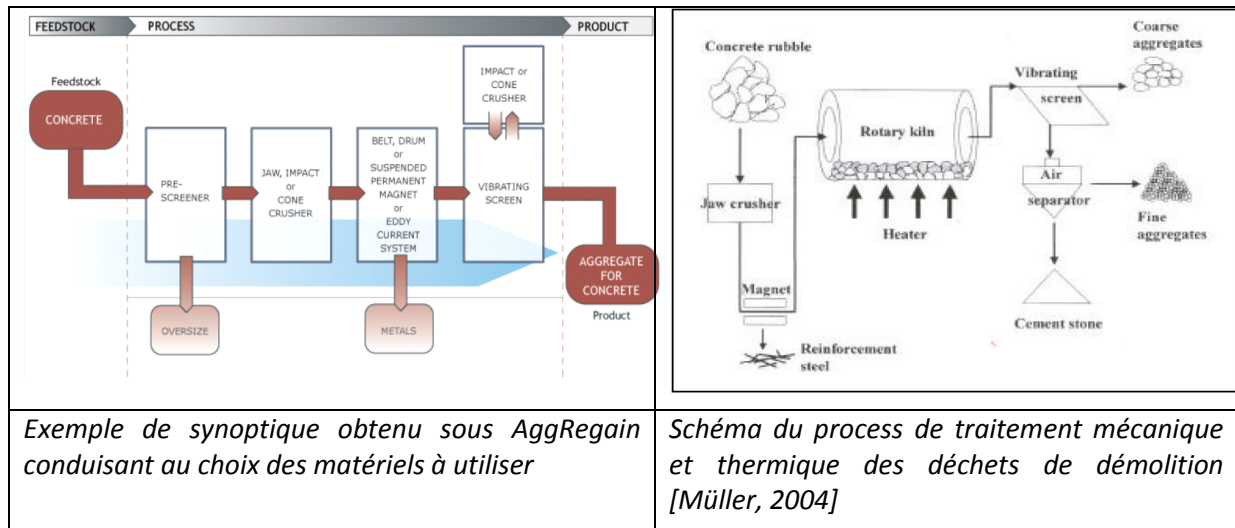 FEEDSTOCK
PROCESS
PRODUCT
Feedstock
CONCRETE
PRE-
SCREENER
JAW, IMPACT
or
CONE
CRUSHER
BELT, DRUM
or
SUSPENDED
PERMANENT
MAGNET
or
EDDY
CURRENT
SYSTEM
IMPACT or
CONE
CRUSHER
VIBRATING
SCREEN
AGGREGATE
FOR
CONCRETE
Product
OVERSIZE
METALS
Concrete rubble
Jaw crusher
Magnet
Reinforcement
steel
Rotary kiln
Heater
Vibrating
screen
Coarse
aggregates
Air
separator
Fine
aggregates
Cement stone
Exemple de synoptique obtenu sous AggRegain
conduisant au choix des matériels à utiliser
Schéma du process de traitement mécanique
et thermique des déchets de démolition
[Müller, 2004]